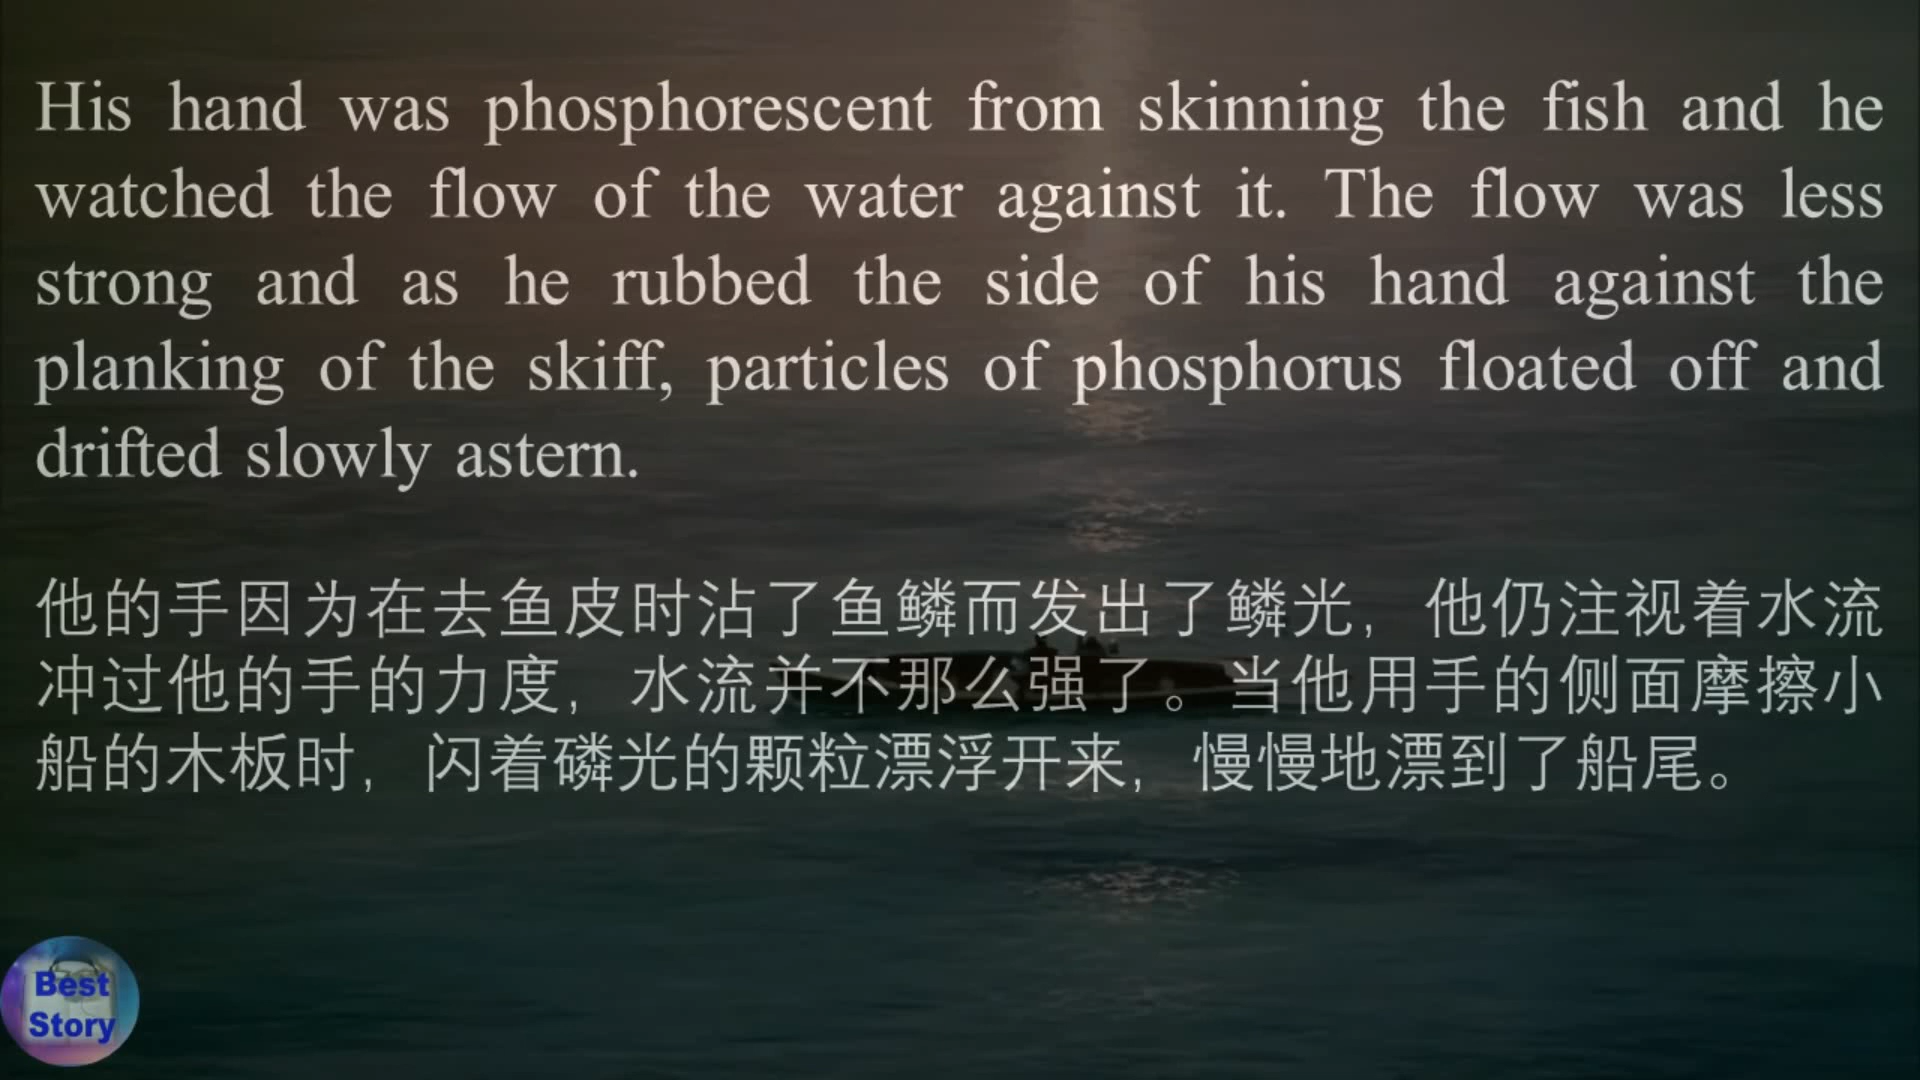 His hand was phosphorescent from skinning the fish and he
watched the flow of the water against it. The flow was less
strong and as he rubbed the side of his hand against the
planking of the skiff, particles of phosphorus floated off and
drifted slowly astern.
他的手因为在去鱼皮时沾了鱼鳞而发出了鳞光，他仍注视着水流
冲过他的手的力度，水流并不那么强了。当他用手的侧面摩擦小
船的木板时，闪着磷光的颗粒漂浮开来，慢慢地漂到了船尾。
Best
Story